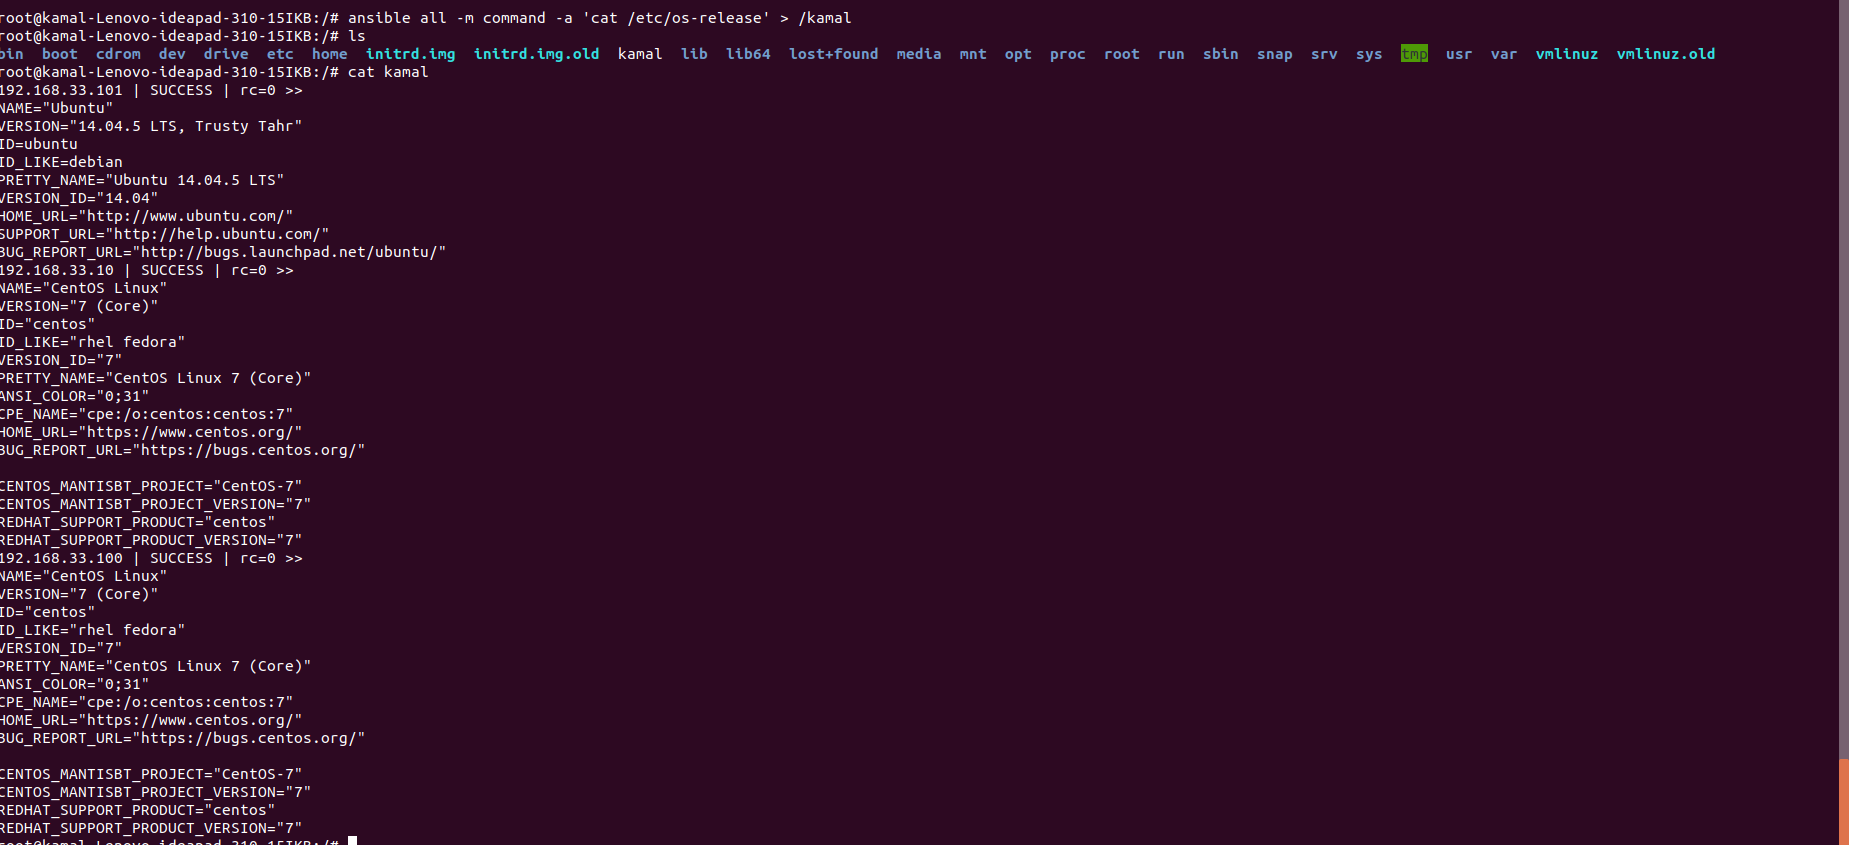 root@kamal-Lenovo-ideapad-310-15IKB:/# ansible all -m command -a 'cat /etc/os-release' > /kamal
root@kamal-Lenovo-ideapad-310-15IKB:/# ls
bin boot cdrom dev drive etc home initrd.img initrd.img.old kamal lib lib64 lost+found media mnt opt proc root run sbin snap srv sys tmp usr var vmlinuz vmlinuz.old
root@kamal-Lenovo-ideapad-310-15IKB:/# cat kamal
192.168.33.101 | SUCCESS | rc=0 >>
NAME="Ubuntu"
VERSION="14.04.5 LTS, Trusty Tahr"
ID=ubuntu
ID_LIKE=debian
PRETTY_NAME="Ubuntu 14.04.5 LTS"
VERSION_ID="14.04"
HOME_URL="http://www.ubuntu.com/"
SUPPORT_URL="http://help.ubuntu.com/"
BUG_REPORT_URL="http://bugs.launchpad.net/ubuntu/"
192.168.33.10 | SUCCESS | rc=0 >>
NAME="CentOS Linux"
VERSION="7 (Core)"
ID="centos"
ID_LIKE="rhel fedora"
VERSION_ID="7"
PRETTY_NAME="CentOS Linux 7 (Core)"
ANSI_COLOR="0;31"
CPE_NAME="cpe:/o:centos:centos:7"
HOME_URL="https://www.centos.org/"
BUG_REPORT_URL="https://bugs.centos.org/"

CENTOS_MANTISBT_PROJECT="CentOS-7"
CENTOS_MANTISBT_PROJECT_VERSION="7"
REDHAT_SUPPORT_PRODUCT="centos"
REDHAT_SUPPORT_PRODUCT_VERSION="7"
192.168.33.100 | SUCCESS | rc=0 >>
NAME="CentOS Linux"
VERSION="7 (Core)"
ID="centos"
ID_LIKE="rhel fedora"
VERSION_ID="7"
PRETTY_NAME="CentOS Linux 7 (Core)"
ANSI_COLOR="0;31"
CPE_NAME="cpe:/o:centos:centos:7"
HOME_URL="https://www.centos.org/"
BUG_REPORT_URL="https://bugs.centos.org/"

CENTOS_MANTISBT_PROJECT="CentOS-7"
CENTOS_MANTISBT_PROJECT_VERSION="7"
REDHAT_SUPPORT_PRODUCT="centos"
REDHAT_SUPPORT_PRODUCT_VERSION="7"
root@kamal-Lenovo-ideapad-310-15IKB:/#